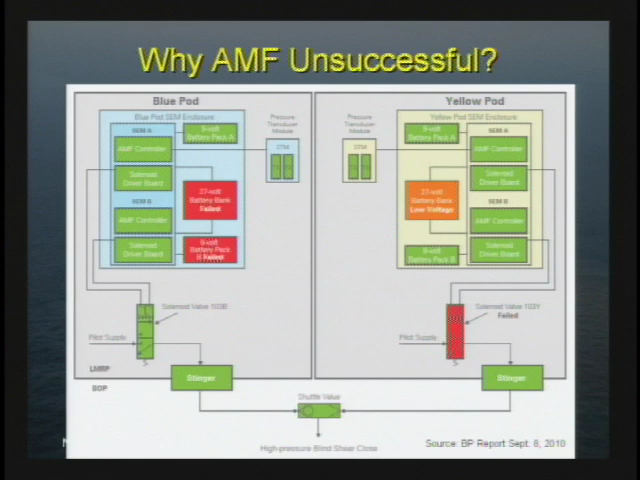 Why AMF Unsuccessful?
Blue Pod
Blue Pod SEM Enclosure
SEM A
AMF Controller
9-volt
Battery Pack A
Solenoid
Driver Board
SEM B
AMF Controller
Solenoid
Driver Board
27-volt
Battery Bank
Failed
9-volt
Battery Pack
B Failed
Pressure
Transducer
Module
Solenoid Valve 103B
Pilot Supply
LMRP
BOP
Stinger
Yellow Pod
Yellow Pod SEM Enclosure
Pressure
Transducer
Module
9-volt
Battery Pack A
SEM A
AMF Controller
Solenoid
Driver Board
27-volt
Battery Bank
Low Voltage
SEM B
AMF Controller
9-volt
Battery Pack B
Solenoid
Driver Board
Solenoid Valve 103Y
Failed
Pilot Supply
Stinger
Shuttle Valve
High-pressure Blind Shear Close
Source: BP Report Sept. 8, 2010